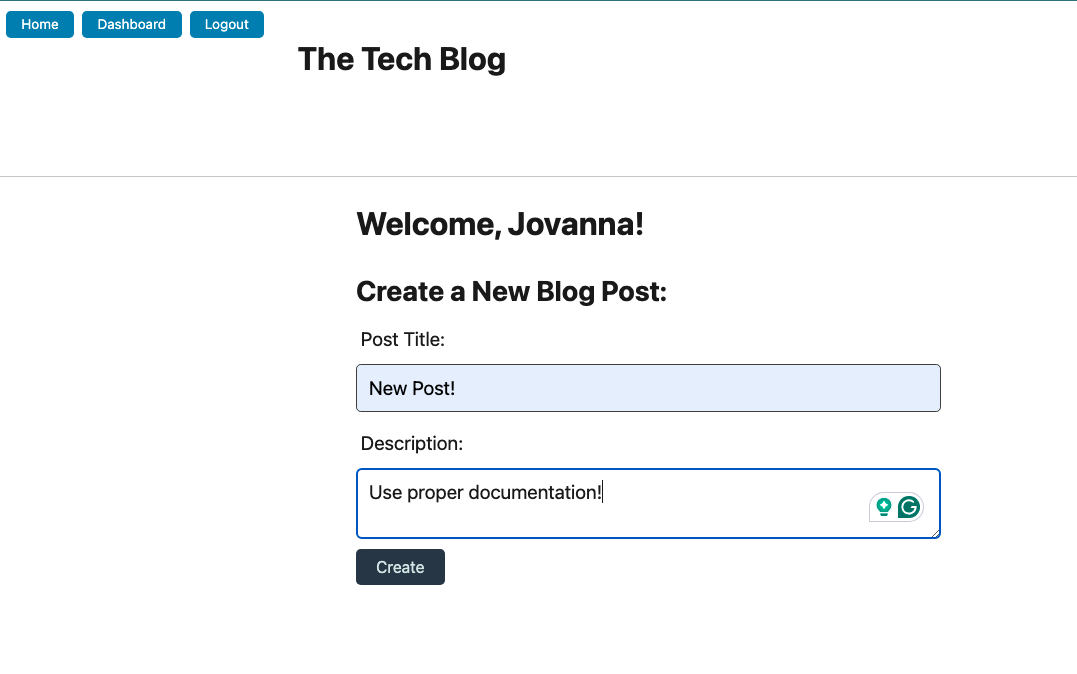 Home Dashboard Logout
The Tech Blog
Welcome, Jovanna!
Create a New Blog Post:
Post Title:
New Post!
Description:
Use proper documentation!
Create